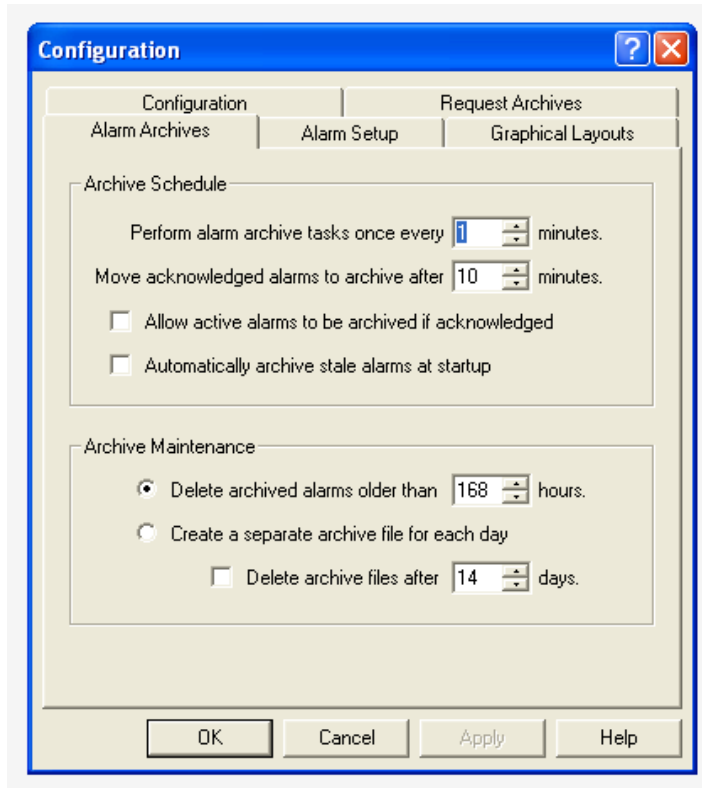 Configuration
Configuration Request Archives
Alarm Archives Alarm Setup Graphical Layouts
Archive Schedule
Perform alarm archive tasks once every 1 minutes.
Move acknowledged alarms to archive after 10 minutes.
Allow active alarms to be archived if acknowledged
Automatically archive stale alarms at startup
Archive Maintenance
Delete archived alarms older than 168 hours.
Create a separate archive file for each day
Delete archive files after 14 days.
OK Cancel Apply Help